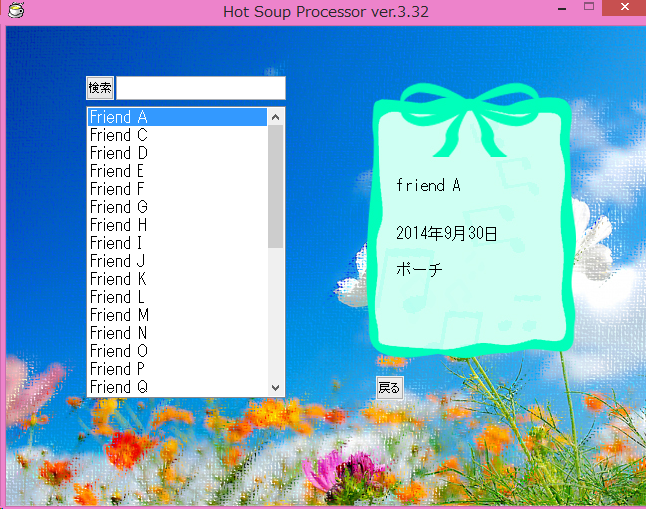 Hot Soup Processor ver.3.32
検索
Friend A
Friend C
Friend D
Friend E
Friend F
Friend G
Friend H
Friend I
Friend J
Friend K
Friend L
Friend M
Friend N
Friend O
Friend P
Friend Q
friend A
2014年9月30日
ポーチ
戻る